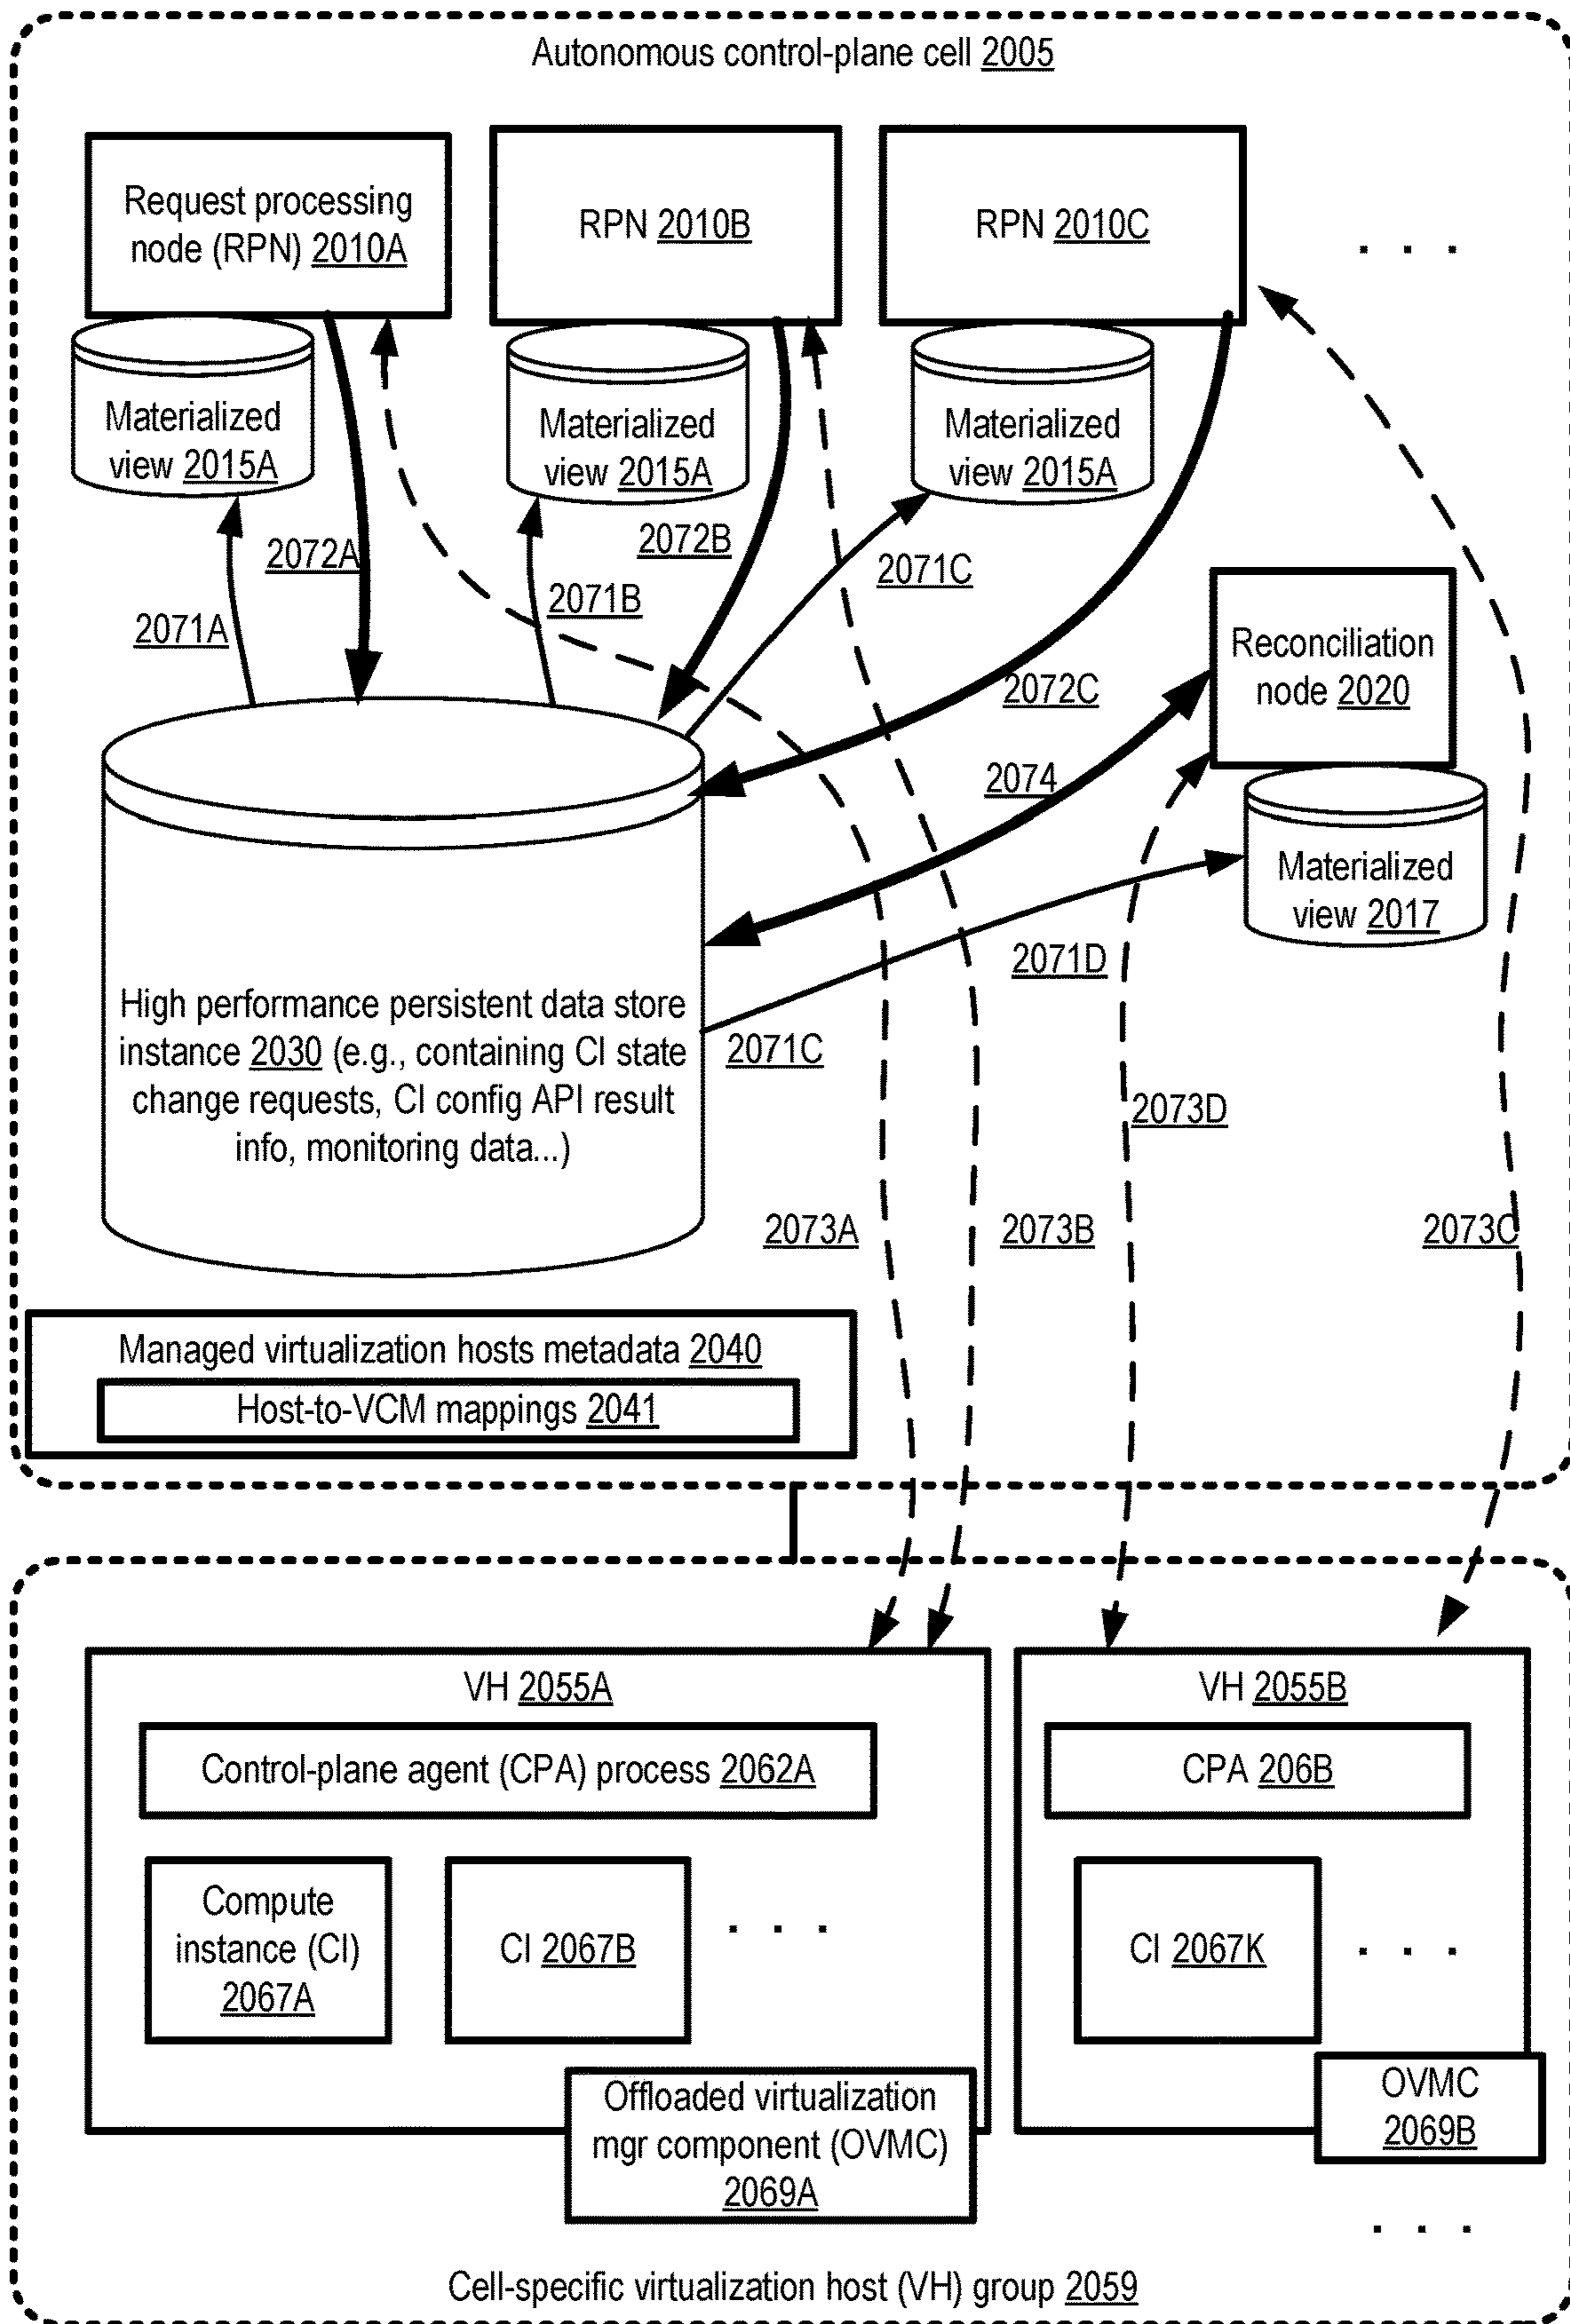 Autonomous control-plane cell 2005
Request processing
node (RPN) 2010A
RPN 2010B
RPN 2010C
. . .
Materialized
view 2015A
Materialized
view 2015A
Materialized
view 2015A
2072A
2072B
2071C
2071B
2071A
2072C
Reconciliation
node 2020
2074
Materialized
view 2017
2071D
High performance persistent data store
instance 2030 (e.g., containing CI state
change requests, CI config API result
info, monitoring data...)
2071C
2073D
2073A
2073B
2073C
Managed virtualization hosts metadata 2040
Host-to-VCM mappings 2041
VH 2055A
Control-plane agent (CPA) process 2062A
Compute
instance (CI)
2067A
CI 2067B
. . .
Offloaded virtualization
mgr component (OVMC)
2069A
VH 2055B
CPA 206B
CI 2067K
. . .
OVMC
2069B
. . .
Cell-specific virtualization host (VH) group 2059